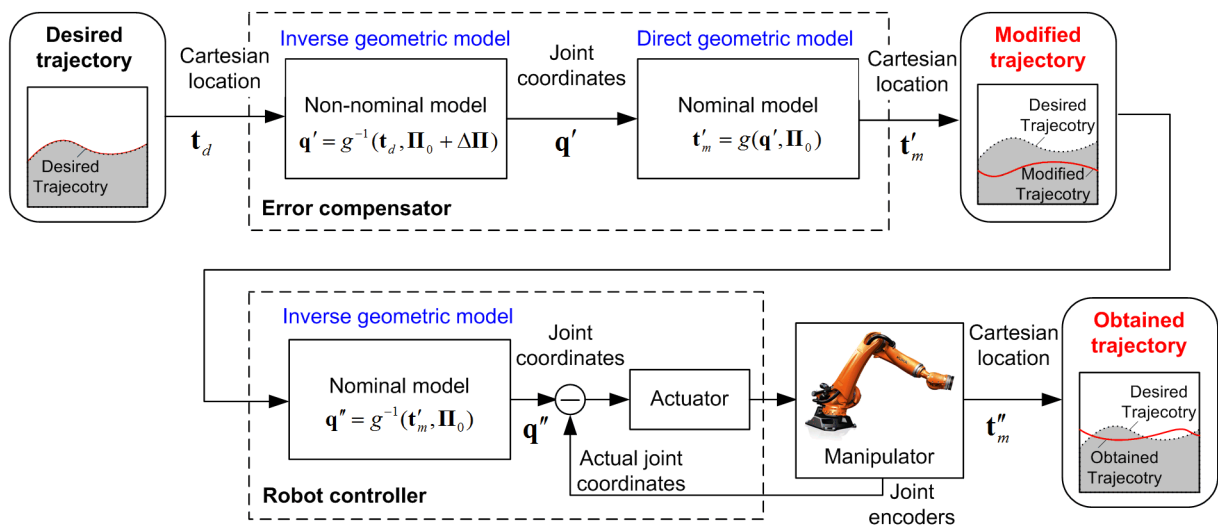 Desired
trajectory
Desired
Trajecotry
Cartesian
location
t_d
Inverse geometric model
Non-nominal model
q′ = g⁻¹(t_d, Π₀ + ΔΠ)
Error compensator
Joint
coordinates
q′
Direct geometric model
Nominal model
t′_m = g(q′, Π₀)
Cartesian
location
t′_m
Modified
trajectory
Desired
Trajecotry
Modified
Trajecotry
Inverse geometric model
Nominal model
q″ = g⁻¹(t′_m, Π₀)
Robot controller
Joint
coordinates
q″
Actuator
Actual joint
coordinates
Manipulator
Joint
encoders
Cartesian
location
t″_m
Obtained
trajectory
Desired
Trajecotry
Obtained
Trajecotry